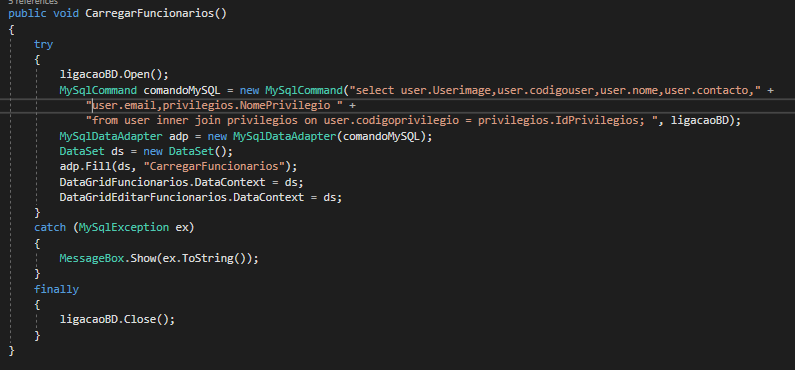 5 references
public void CarregarFuncionarios()
{
try
{
ligacaoBD.Open();
MySqlCommand comandoMySQL = new MySqlCommand("select user.Userimage,user.codigouser,user.nome,user.contacto," +
"user.email,privilegios.NomePrivilegio " +
"from user inner join privilegios on user.codigoprivilegio = privilegios.IdPrivilegios; ", ligacaoBD);
MySqlDataAdapter adp = new MySqlDataAdapter(comandoMySQL);
DataSet ds = new DataSet();
adp.Fill(ds, "CarregarFuncionarios");
DataGridFuncionarios.DataContext = ds;
DataGridEditarFuncionarios.DataContext = ds;
}
catch (MySqlException ex)
{
MessageBox.Show(ex.ToString());
}
finally
{
ligacaoBD.Close();
}
}